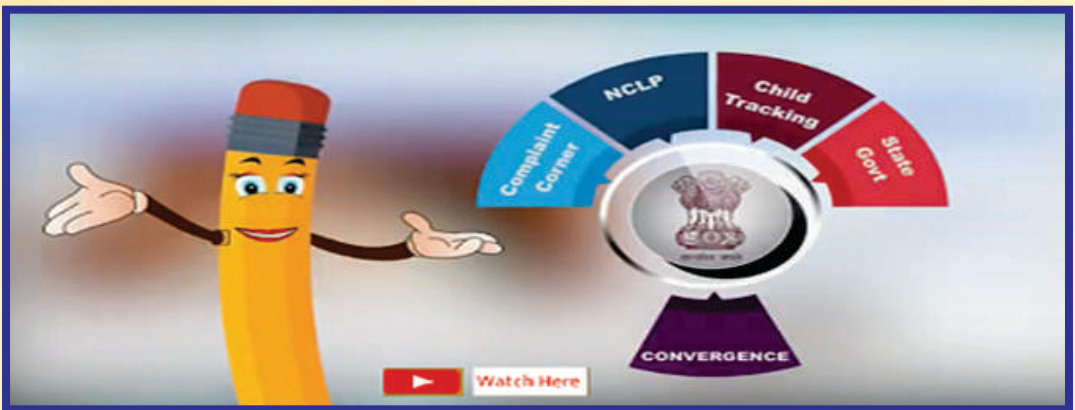 NCLP
Child
Tracking
Complaint
Corner
State
Govt
CONVERGENCE
Watch Here